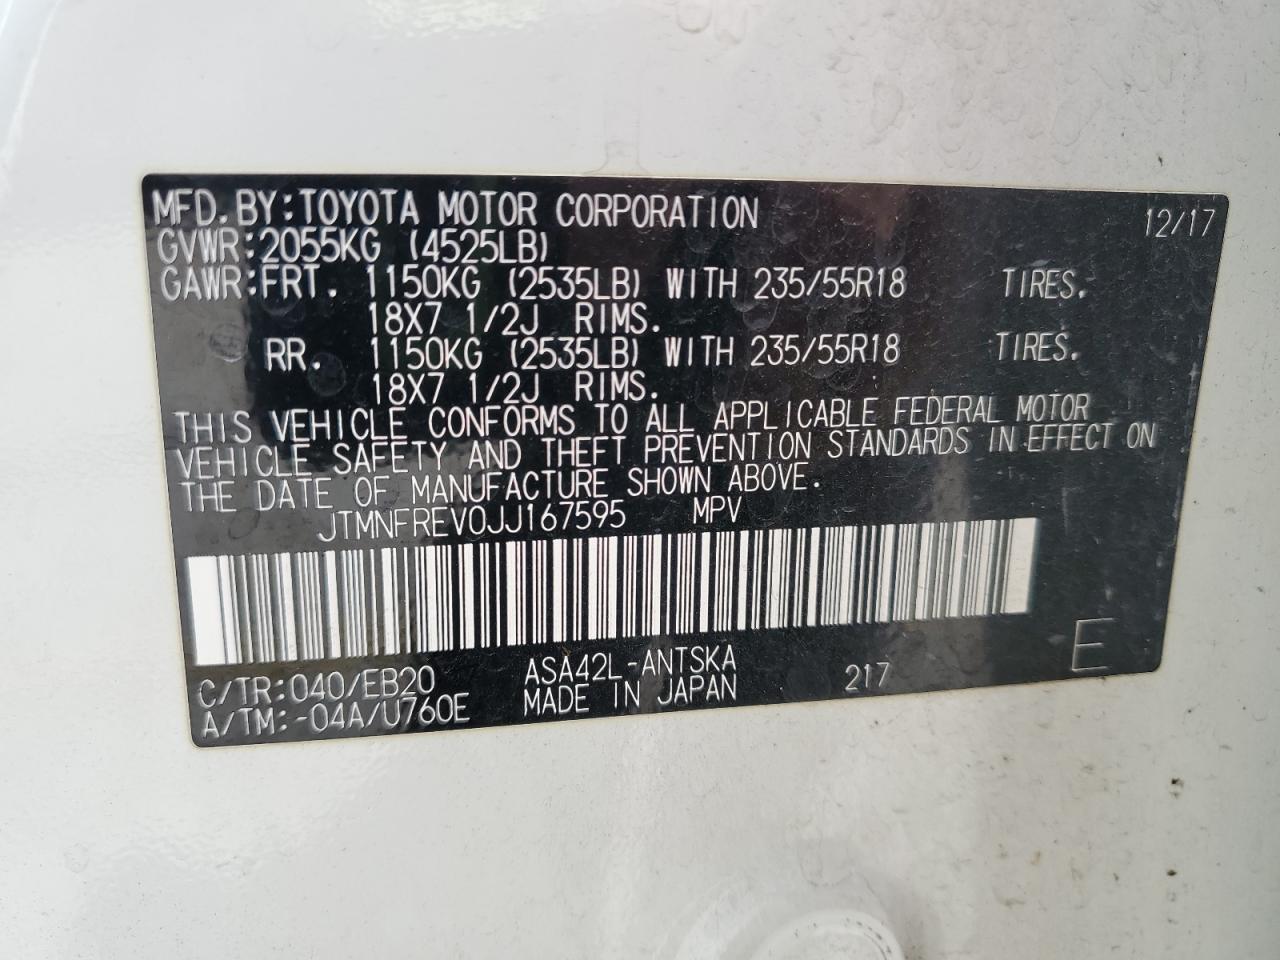 MFD. BY: TOYOTA MOTOR CORPORATION 12/17
GVWR: 2055KG (4525LB)
GAWR: FRT. 1150KG (2535LB) WITH 235/55R18 TIRES.
18X7 1/2J RIMS.
RR. 1150KG (2535LB) WITH 235/55R18 TIRES.
18X7 1/2J RIMS.
THIS VEHICLE CONFORMS TO ALL APPLICABLE FEDERAL MOTOR
VEHICLE SAFETY AND THEFT PREVENTION STANDARDS IN EFFECT ON
THE DATE OF MANUFACTURE SHOWN ABOVE.
JTMNFREV0JJ167595 MPV
C/TR: 040/EB20 ASA42L-ANTSKA 217 E
A/TM: -04A/U760E MADE IN JAPAN